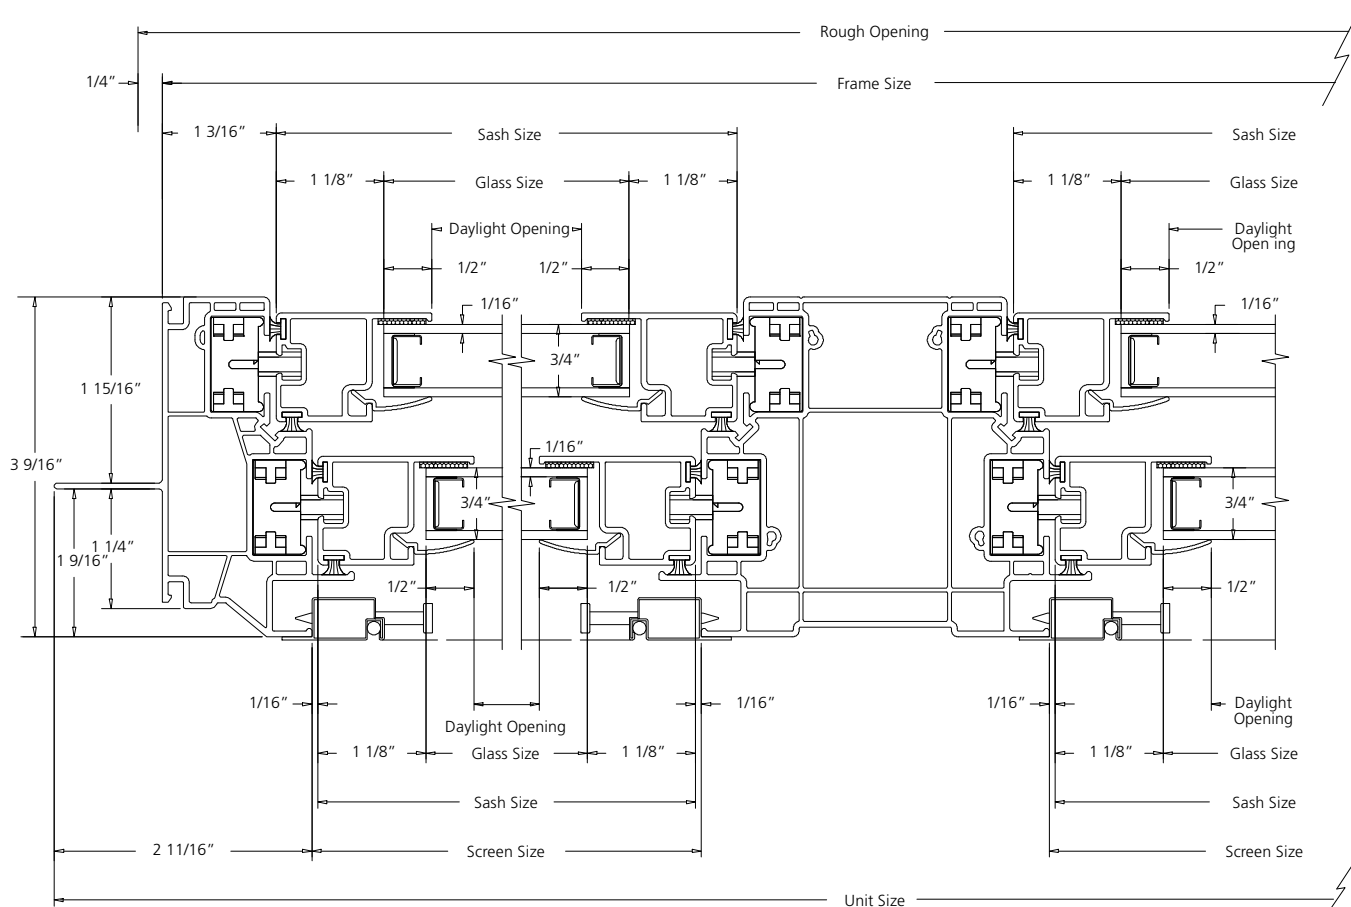 Rough Opening
1/4” Frame Size
1 3/16” Sash Size Sash Size
1 1/8” Glass Size 1 1/8” 1 1/8” Glass Size
Daylight Opening Daylight
Open ing
1/2” 1/2” 1/2”
1/16” 1/16”
3/4”
1 15/16”
1/16”
3 9/16”
3/4” 3/4”
1 1/4”
1 9/16”
1/2” 1/2” 1/2”
1/16” 1/16” 1/16” Daylight
Opening
Daylight Opening
1 1/8” Glass Size 1 1/8” 1 1/8” Glass Size
Sash Size Sash Size
2 11/16” Screen Size Screen Size
Unit Size